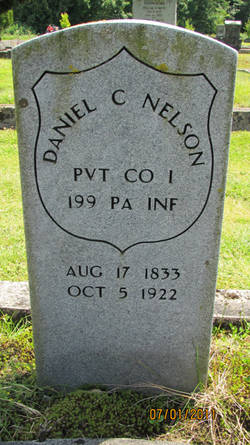 DANIEL C NELSON
PVT CO I
199 PA INF
AUG 17 1833
OCT 5 1922